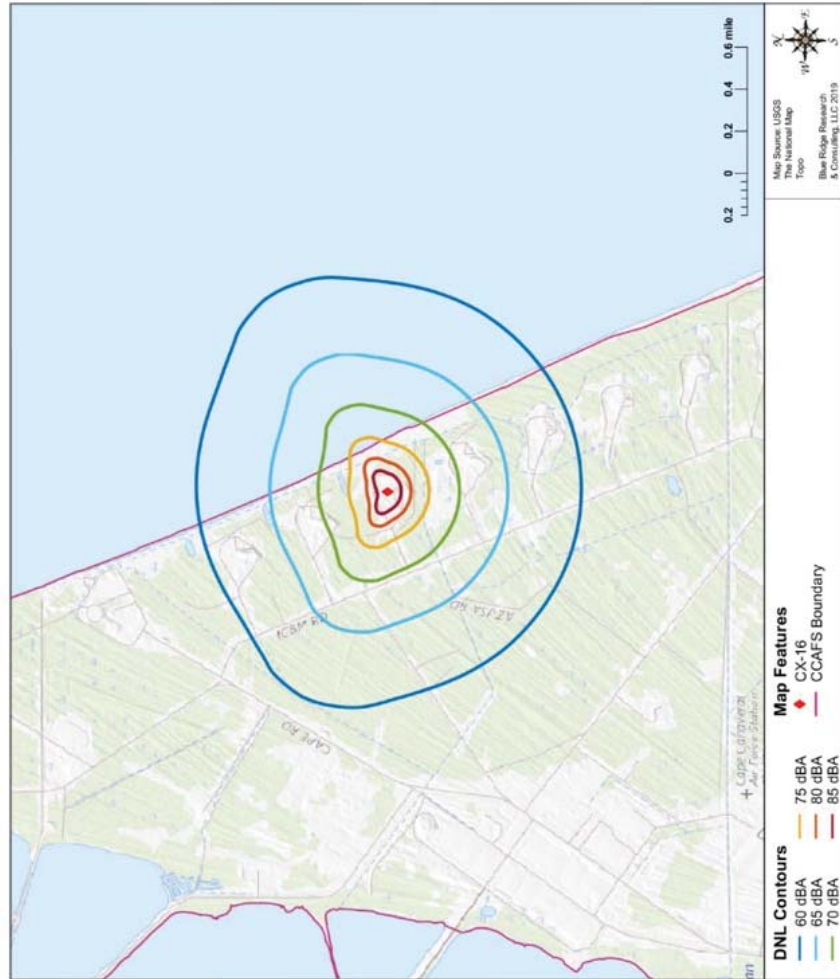 ICBM RD
CAPE RD
AZUSA RD
Cape Canaveral
Air Force Station
0.2 0 0.2 0.4 0.6 mile
DNL Contours
60 dBA
65 dBA
70 dBA
75 dBA
80 dBA
85 dBA
Map Features
CX-16
CCAFS Boundary
Map Source: USGS
The National Map
Topo
Blue Ridge Research
& Consulting, LLC 2019
N
E
S
W